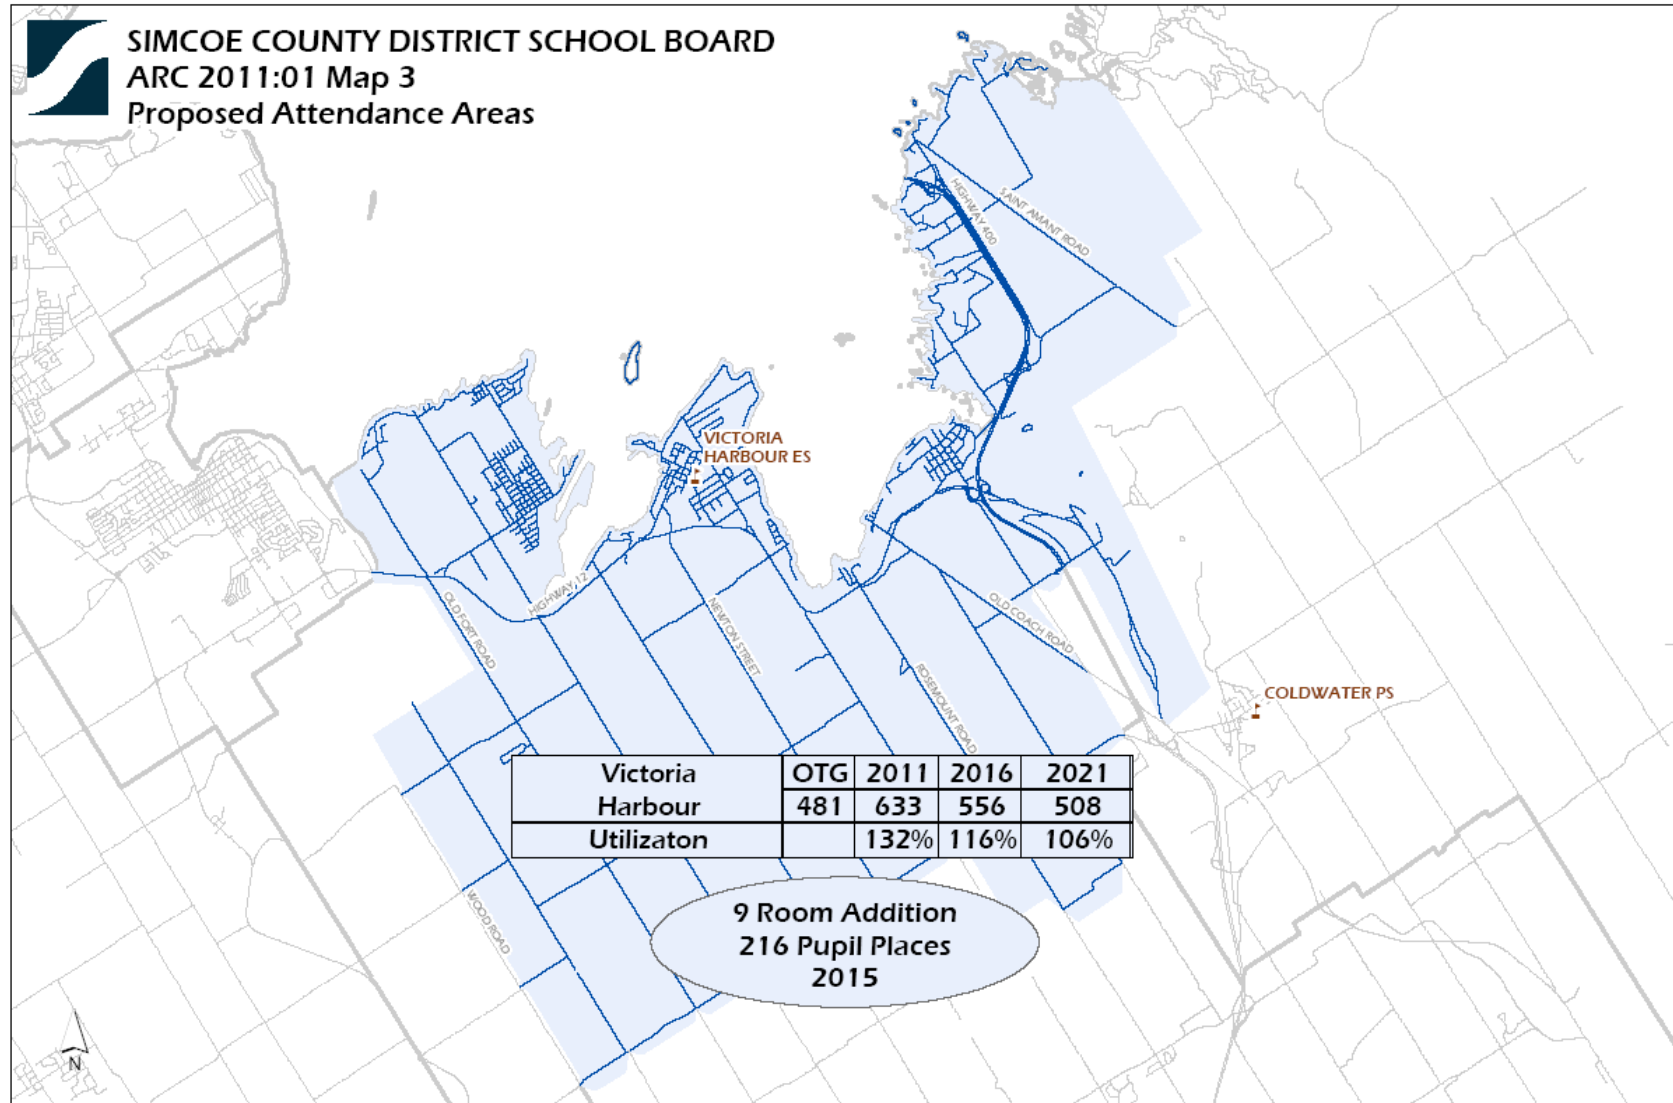 SIMCOE COUNTY DISTRICT SCHOOL BOARD
ARC 2011:01 Map 3
Proposed Attendance Areas
HIGHWAY 400
SAINT AMANT ROAD
VICTORIA
HARBOUR ES
HIGHWAY 12
OLD FORT ROAD
NEWTON STREET
OLD COACH ROAD
ROSEMOUNT ROAD
COLDWATER PS
Victoria OTG 2011 2016 2021
Harbour 481 633 556 508
Utilizaton 132% 116% 106%
WOOD ROAD
9 Room Addition
216 Pupil Places
2015
N